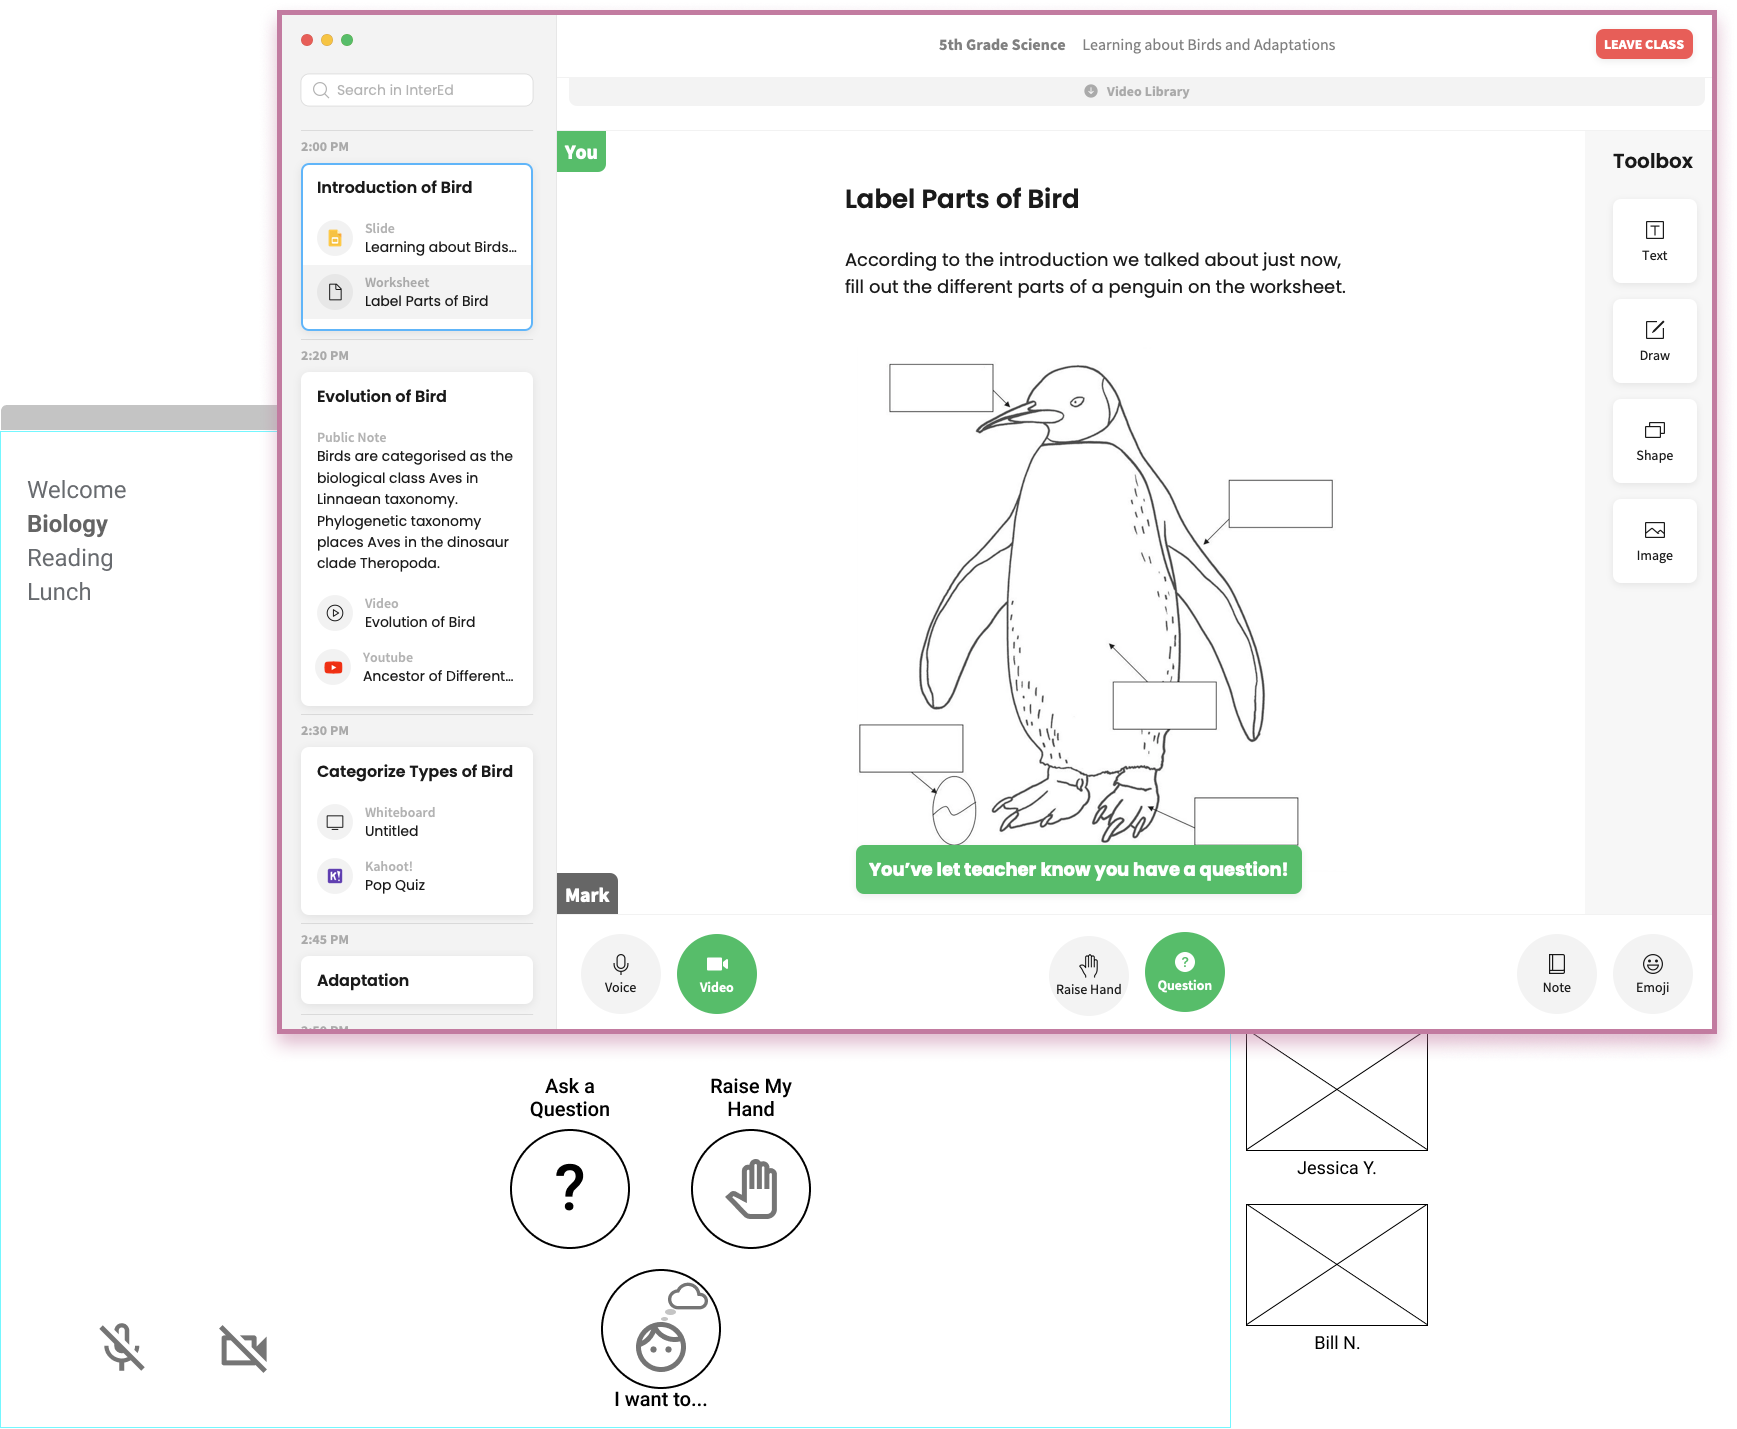 5th Grade Science Learning about Birds and Adaptations
LEAVE CLASS
Search in InterEd
Video Library
2:00 PM
Introduction of Bird
Slide
Learning about Birds...
Worksheet
Label Parts of Bird
2:20 PM
Evolution of Bird
Public Note
Birds are categorised as the
biological class Aves in
Linnaean taxonomy.
Phylogenetic taxonomy
places Aves in the dinosaur
clade Theropoda.
Video
Evolution of Bird
Youtube
Ancestor of Different...
2:30 PM
Categorize Types of Bird
Whiteboard
Untitled
Kahoot!
K!
Pop Quiz
2:45 PM
Adaptation
2:50 PM
You
Label Parts of Bird
According to the introduction we talked about just now,
fill out the different parts of a penguin on the worksheet.
You've let teacher know you have a question!
Mark
Toolbox
T
Text
Draw
Shape
Image
Voice
Video
Raise Hand
?
Question
Note
Emoji
Welcome
Biology
Reading
Lunch
Ask a
Question
?
Raise My
Hand
I want to...
Jessica Y.
Bill N.